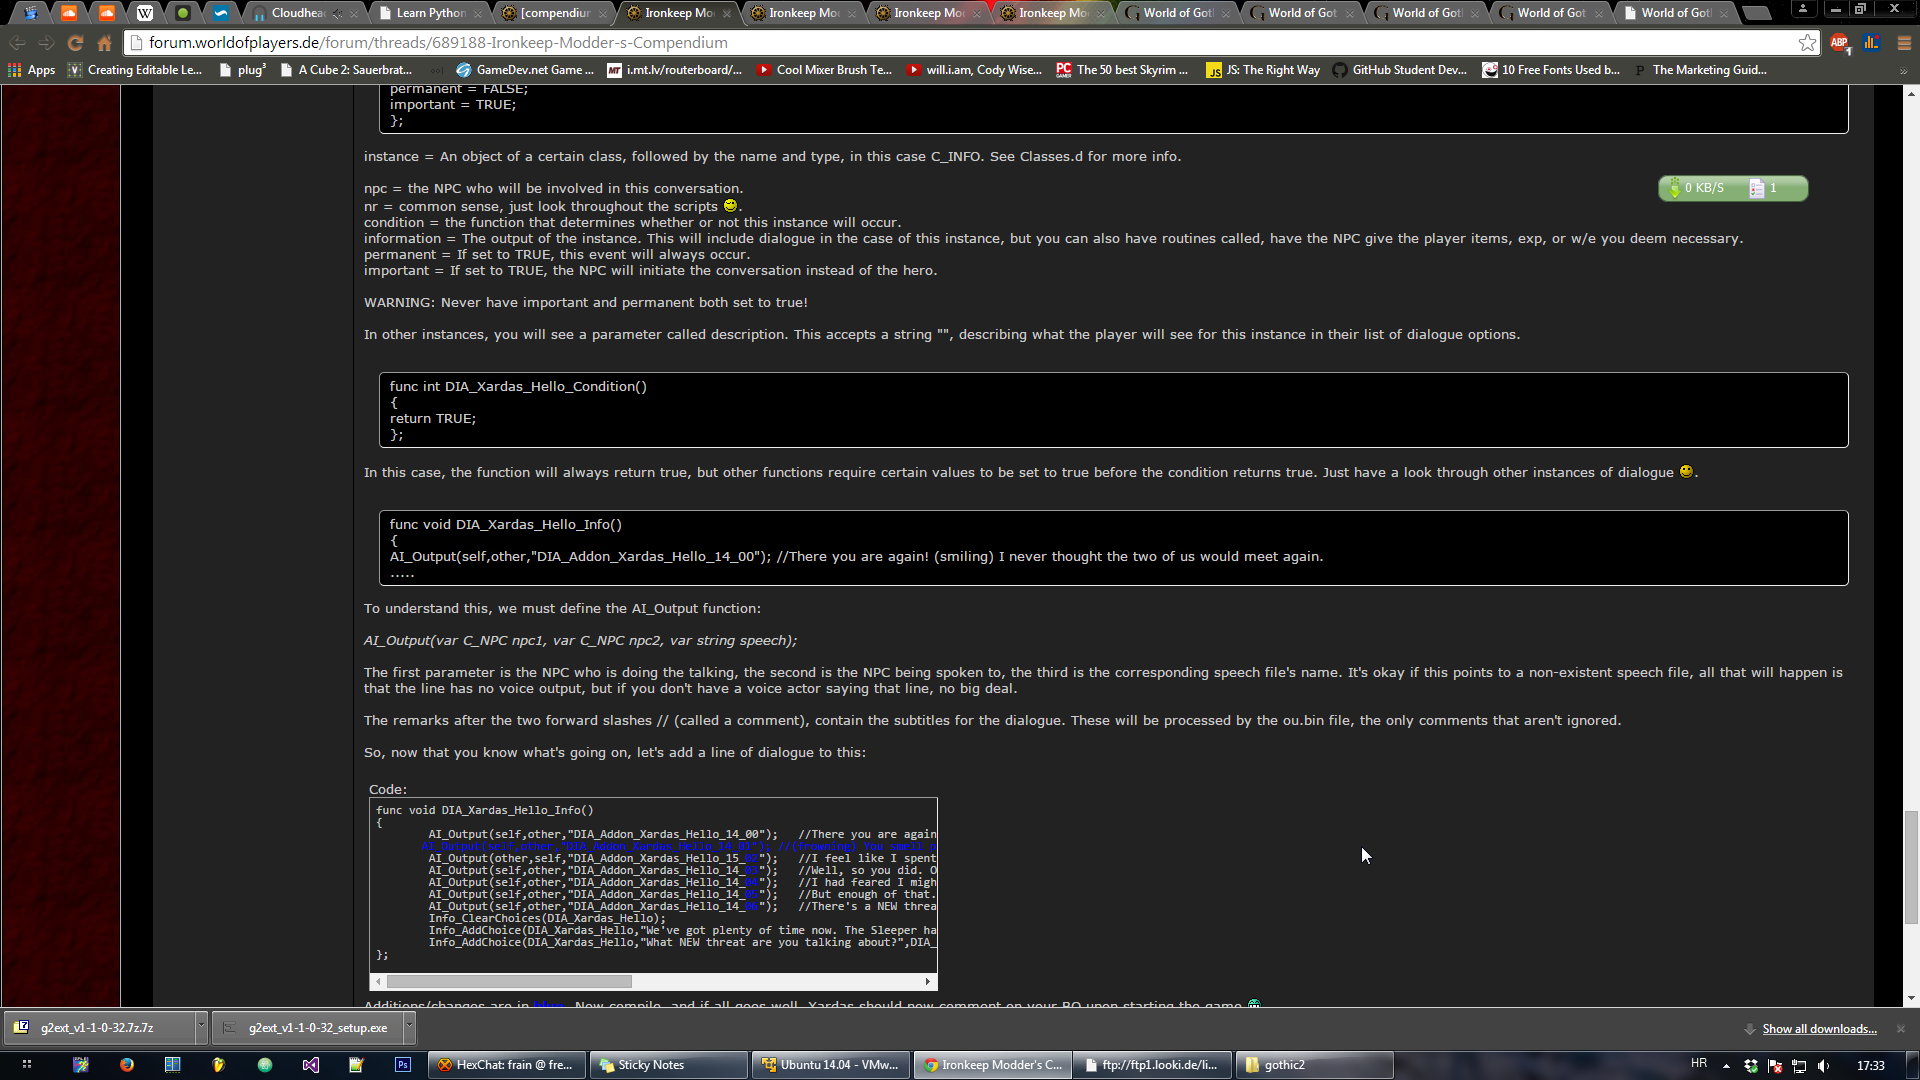 Cloudhea
Learn Python
[compendiun
Ironkeep Mo
Ironkeep Mo
Ironkeep Mo
Ironkeep Mo
World of Got
World of Got
World of Got
World of Got
World of Got
forum.worldofplayers.de/forum/threads/689188-Ironkeep-Modder-s-Compendium
Apps
Creating Editable Le...
plug³
A Cube 2: Sauerbrat...
GameDev.net Game ...
i.mt.lv/routerboard/...
Cool Mixer Brush Te...
will.i.am, Cody Wise...
The 50 best Skyrim ...
JS: The Right Way
GitHub Student Dev...
10 Free Fonts Used b...
The Marketing Guid...
permanent = FALSE;
important = TRUE;
};
instance = An object of a certain class, followed by the name and type, in this case C_INFO. See Classes.d for more info.
npc = the NPC who will be involved in this conversation.
0 KB/S 1
nr = common sense, just look throughout the scripts .
condition = the function that determines whether or not this instance will occur.
information = The output of the instance. This will include dialogue in the case of this instance, but you can also have routines called, have the NPC give the player items, exp, or w/e you deem necessary.
permanent = If set to TRUE, this event will always occur.
important = If set to TRUE, the NPC will initiate the conversation instead of the hero.
WARNING: Never have important and permanent both set to true!
In other instances, you will see a parameter called description. This accepts a string "", describing what the player will see for this instance in their list of dialogue options.
func int DIA_Xardas_Hello_Condition()
{
return TRUE;
};
In this case, the function will always return true, but other functions require certain values to be set to true before the condition returns true. Just have a look through other instances of dialogue .
func void DIA_Xardas_Hello_Info()
{
AI_Output(self,other,"DIA_Addon_Xardas_Hello_14_00"); //There you are again! (smiling) I never thought the two of us would meet again.
.....
To understand this, we must define the AI_Output function:
AI_Output(var C_NPC npc1, var C_NPC npc2, var string speech);
The first parameter is the NPC who is doing the talking, the second is the NPC being spoken to, the third is the corresponding speech file's name. It's okay if this points to a non-existent speech file, all that will happen is
that the line has no voice output, but if you don't have a voice actor saying that line, no big deal.
The remarks after the two forward slashes // (called a comment), contain the subtitles for the dialogue. These will be processed by the ou.bin file, the only comments that aren't ignored.
So, now that you know what's going on, let's add a line of dialogue to this:
Code:
func void DIA_Xardas_Hello_Info()
{
AI_Output(self,other,"DIA_Addon_Xardas_Hello_14_00"); //There you are again
AI_Output(self,other,"DIA_Addon_Xardas_Hello_14_01"); //(frowning) You smell
AI_Output(other,self,"DIA_Addon_Xardas_Hello_15_02"); //I feel like I spent
AI_Output(self,other,"DIA_Addon_Xardas_Hello_14_03"); //Well, so you did. O
AI_Output(self,other,"DIA_Addon_Xardas_Hello_14_04"); //I had feared I migh
AI_Output(self,other,"DIA_Addon_Xardas_Hello_14_05"); //But enough of that.
AI_Output(self,other,"DIA_Addon_Xardas_Hello_14_06"); //There's a NEW threa
Info_ClearChoices(DIA_Xardas_Hello);
Info_AddChoice(DIA_Xardas_Hello,"We've got plenty of time now. The Sleeper ha
Info_AddChoice(DIA_Xardas_Hello,"What NEW threat are you talking about?",DIA_
};
Additions/changes are in blue. Now compile, and if all goes well, Xardas should now comment on your BO upon starting the game
g2ext_v1-1-0-32.7z.7z
g2ext_v1-1-0-32_setup.exe
Show all downloads...
HexChat: frain @ fre...
Sticky Notes
Ubuntu 14.04 - VMw...
Ironkeep Modder's C...
ftp://ftp1.looki.de/li...
gothic2
HR
17:33